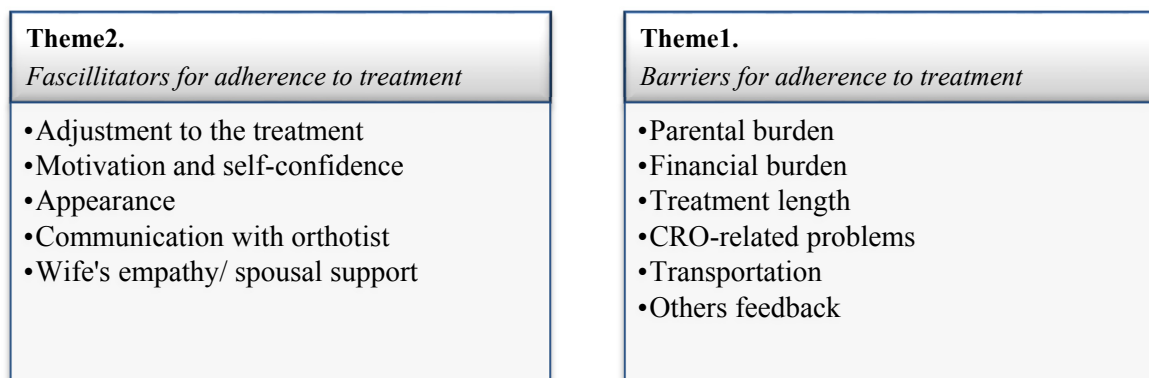 Theme2.
Fascillitators for adherence to treatment
•Adjustment to the treatment
•Motivation and self-confidence
•Appearance
•Communication with orthotist
•Wife's empathy/ spousal support
Theme1.
Barriers for adherence to treatment
•Parental burden
•Financial burden
•Treatment length
•CRO-related problems
•Transportation
•Others feedback